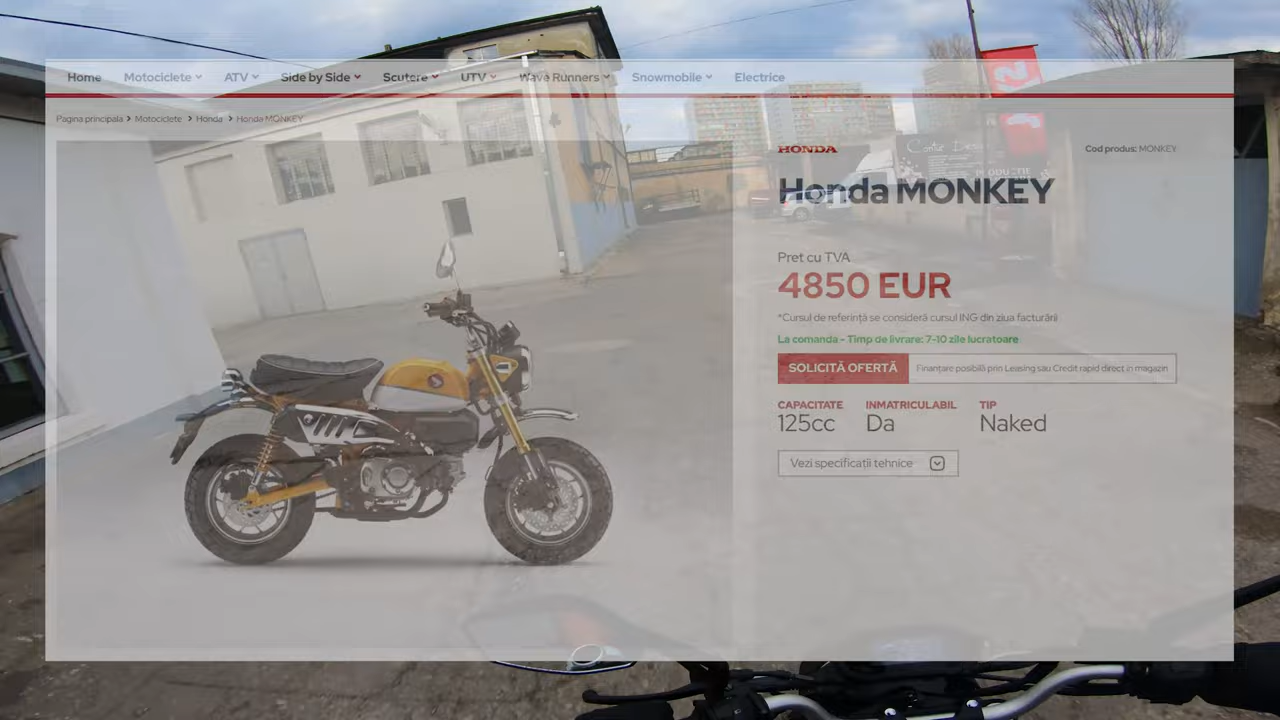 Home Motociclete ATV Side by Side Scutere UTV Wave Runners Snowmobile Electrice
Pagina principala > Motociclete > Honda > Honda MONKEY
HONDA
Cod produs: MONKEY
Honda MONKEY
Pret cu TVA
4850 EUR
*Cursul de referință se consideră cursul ING din ziua facturării
La comanda - Timp de livrare: 7-10 zile lucratoare
SOLICITĂ OFERTĂ
Finanțare posibilă prin Leasing sau Credit rapid direct in magazin
CAPACITATE INMATRICULABIL TIP
125cc Da Naked
Vezi specificații tehnice